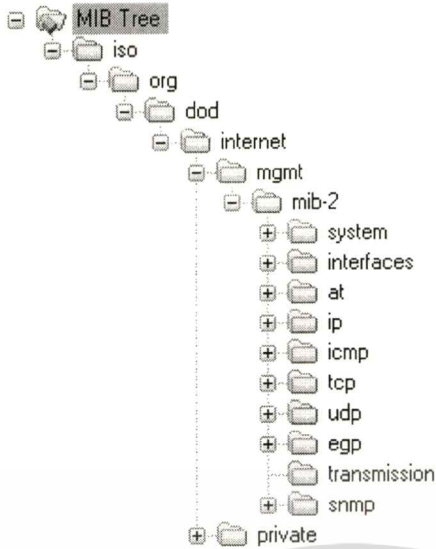 MIB Tree
iso
org
dod
internet
mgmt
mib-2
system
interfaces
at
ip
icmp
tcp
udp
egp
transmission
snmp
private